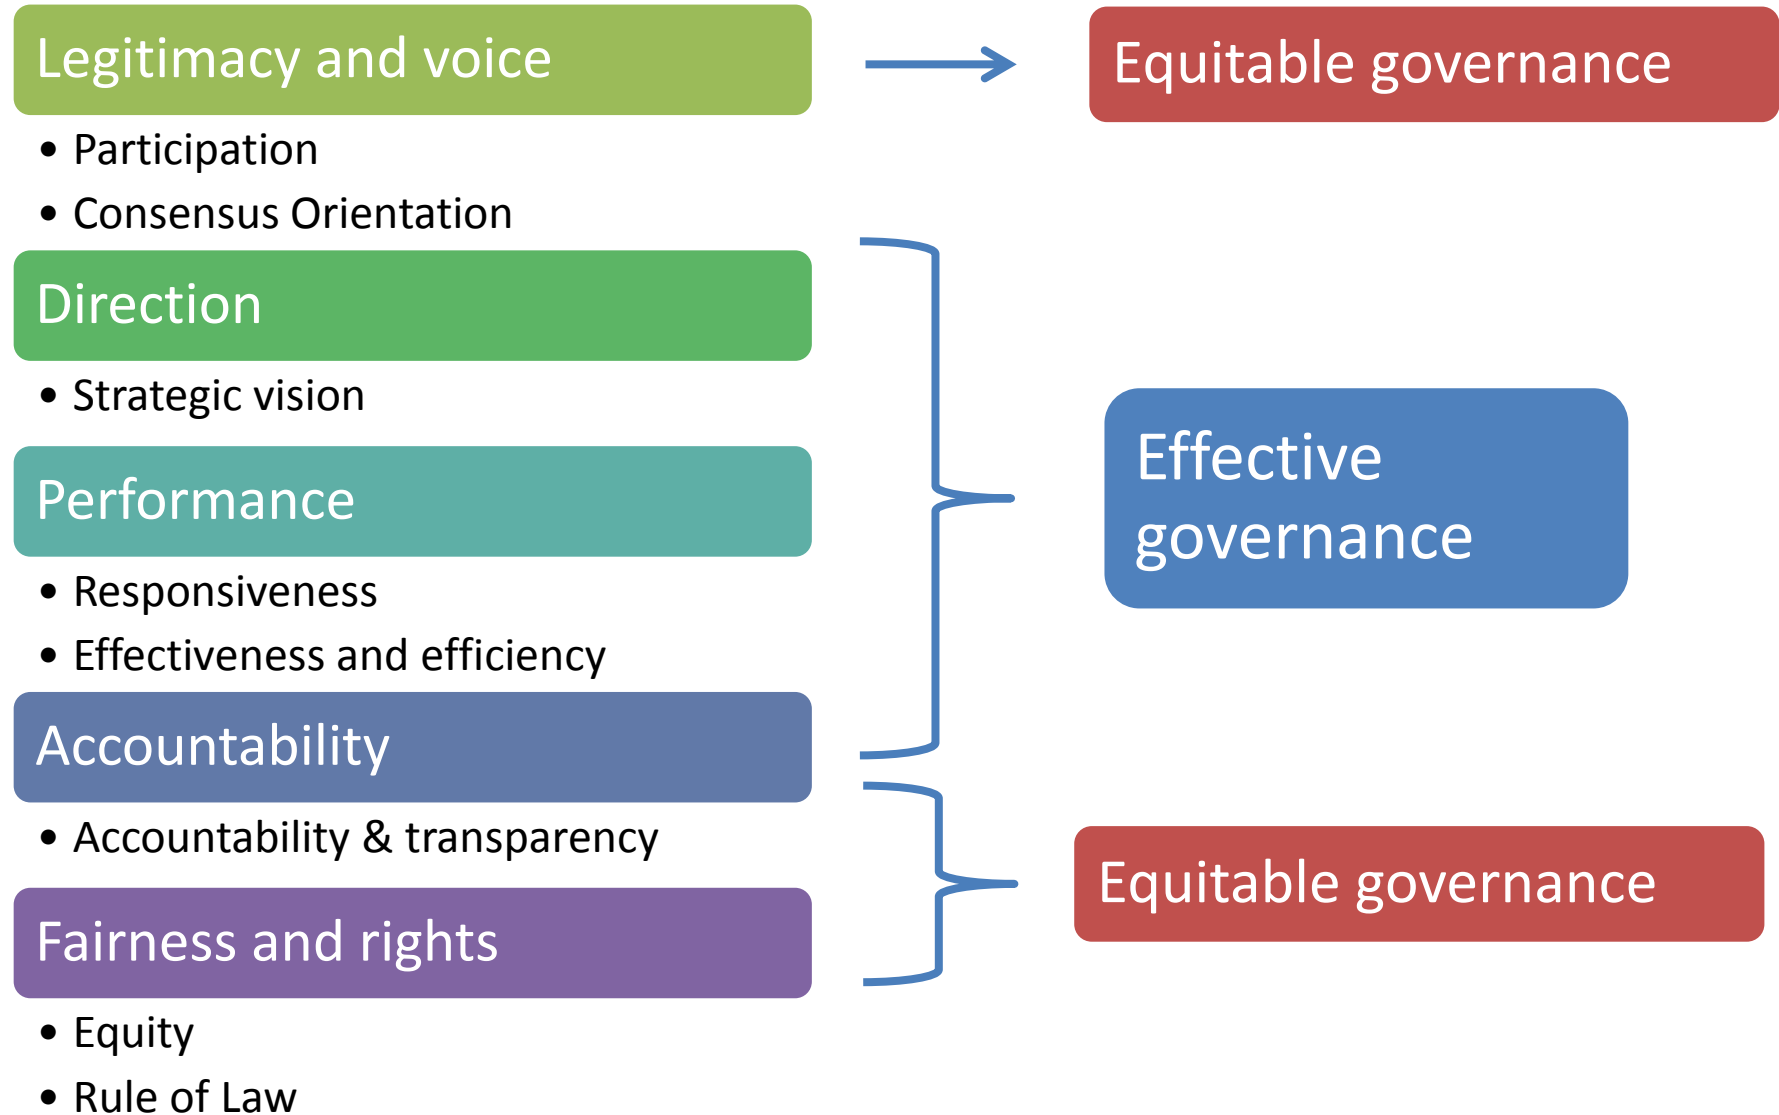 Legitimacy and voice
Equitable governance
• Participation
• Consensus Orientation
Direction
• Strategic vision
Performance
Effective
governance
• Responsiveness
• Effectiveness and efficiency
Accountability
• Accountability & transparency
Equitable governance
Fairness and rights
• Equity
• Rule of Law